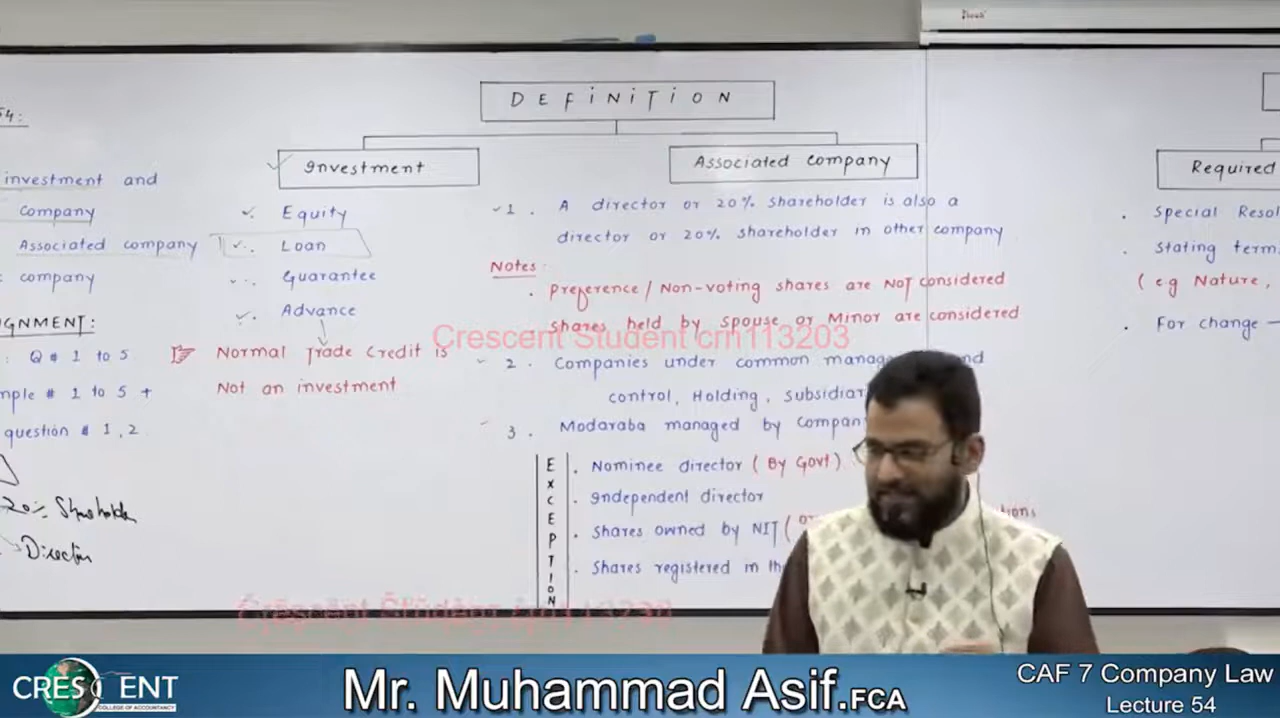 DEFINITION
investment and
Company
Associated company
company
GNMENT:
Q # 1 to 5
mple # 1 to 5 +
question # 1,2
20% Shareholder
Director
Investment
Equity
Loan
Guarantee
Advance
Normal Trade Credit is
Not an investment
Associated company
1. A director or 20% shareholder is also a
director or 20% shareholder in other company
Notes
Preference / Non-voting shares are NOT considered
Shares held by spouse or Minor are considered
2. Companies under common manag nd
control, Holding, Subsidiar
3. Modaraba managed by Compan
EXCEPTION
Nominee director (By Govt)
Independent director
Shares owned by NIT (
Shares registered in th
Required
Special Resol
Stating term
(e.g Nature,
For change
Crescent Student crn113203
CRESCENT
COLLEGE OF ACCOUNTANCY
Mr. Muhammad Asif.FCA
CAF 7 Company Law
Lecture 54